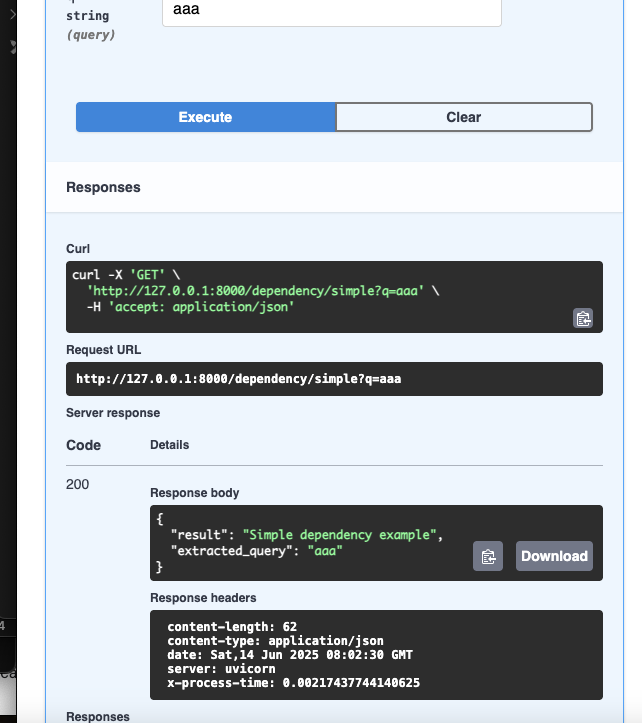 string
aaa
(query)
Execute
Clear
Responses
Curl
curl -X 'GET' \
'http://127.0.0.1:8000/dependency/simple?q=aaa' \
-H 'accept: application/json'
Request URL
http://127.0.0.1:8000/dependency/simple?q=aaa
Server response
Code
Details
200
Response body
{
"result": "Simple dependency example",
"extracted_query": "aaa"
}
Download
Response headers
content-length: 62
content-type: application/json
date: Sat,14 Jun 2025 08:02:30 GMT
server: uvicorn
x-process-time: 0.00217437744140625
Responses